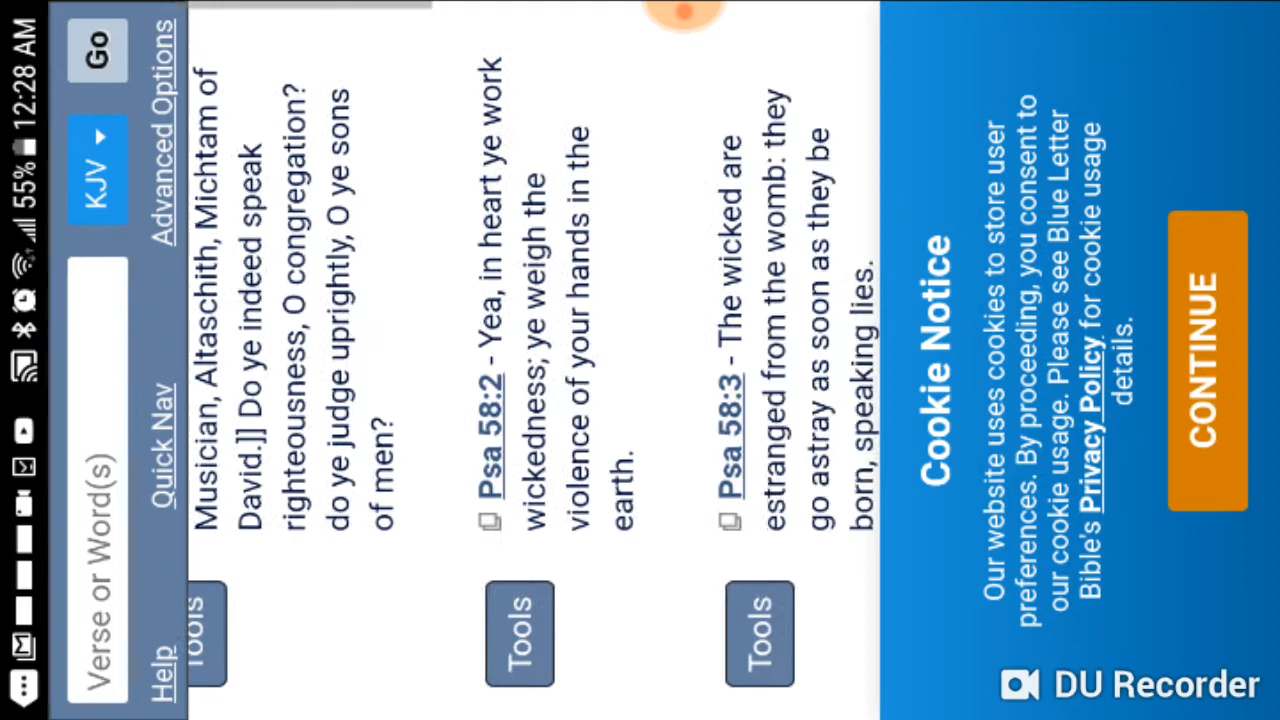 55% 12:28 AM
Verse or Word(s)
KJV
Go
Help
Quick Nav
Advanced Options
Tools
Musician, Altaschith, Michtam of
David.]] Do ye indeed speak
righteousness, O congregation?
do ye judge uprightly, O ye sons
of men?
Tools
Psa 58:2 - Yea, in heart ye work
wickedness; ye weigh the
violence of your hands in the
earth.
Tools
Psa 58:3 - The wicked are
estranged from the womb: they
go astray as soon as they be
born, speaking lies.
Cookie Notice
Our website uses cookies to store user
preferences. By proceeding, you consent to
our cookie usage. Please see Blue Letter
Bible's Privacy Policy for cookie usage
details.
CONTINUE
DU Recorder